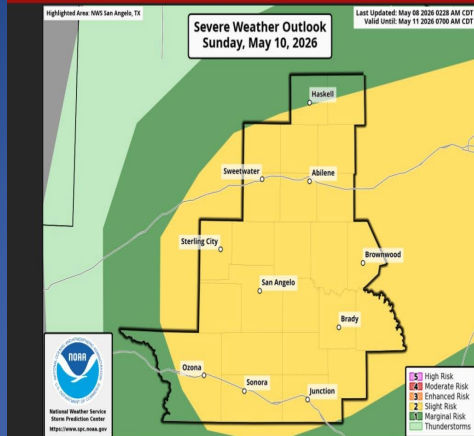 Highlighted Area: NWS San Angelo, TX
Severe Weather Outlook
Sunday, May 10, 2026
Last Updated: May 08 2026 0228 AM CDT
Valid Until: May 11 2026 0700 AM CDT
Haskell
Sweetwater
Abilene
Sterling City
Brownwood
San Angelo
Brady
Ozona
Sonora
Junction
NOAA
National Weather Service
Storm Prediction Center
https://www.spc.noaa.gov
5 High Risk
4 Moderate Risk
3 Enhanced Risk
2 Slight Risk
1 Marginal Risk
Thunderstorms